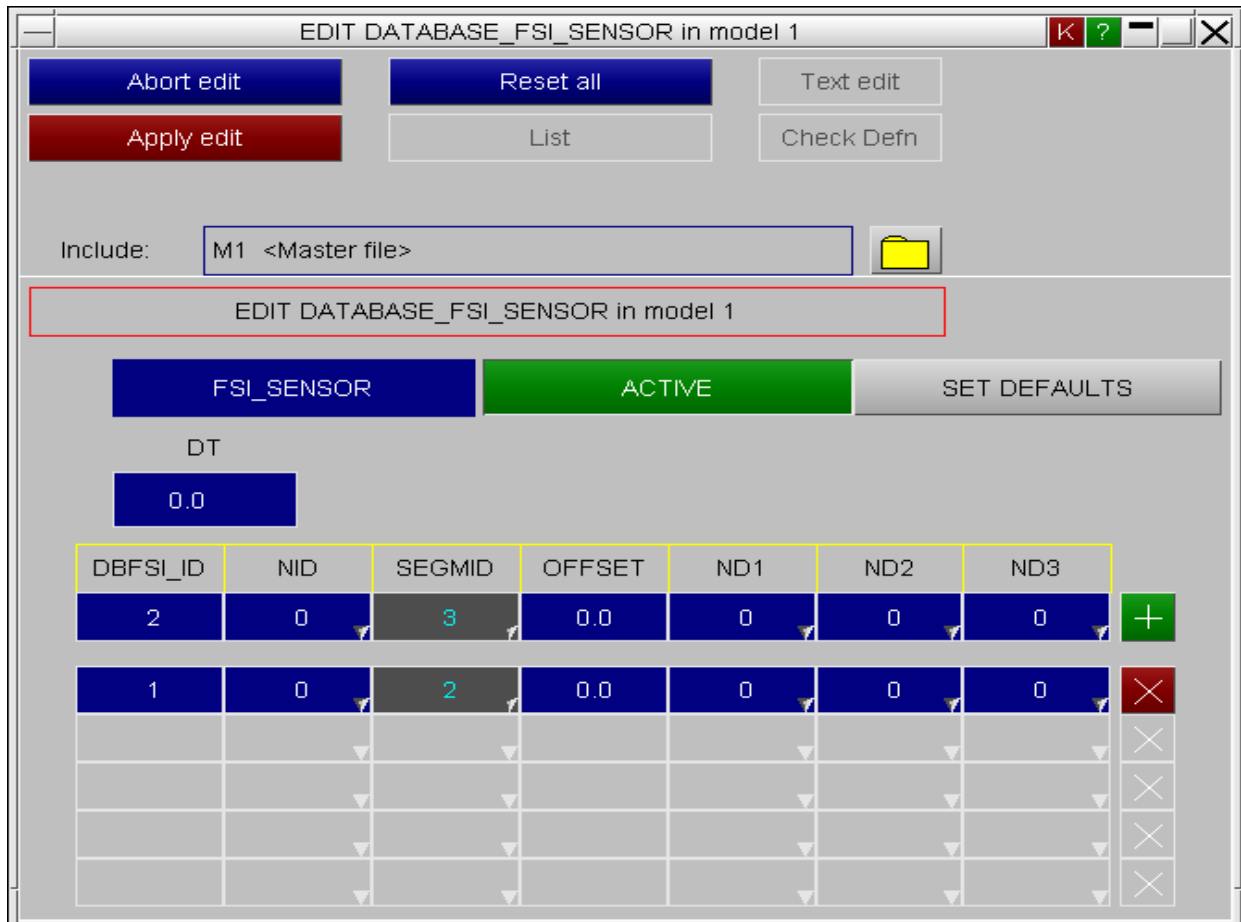 EDIT DATABASE_FSI_SENSOR in model 1 K ?
Abort edit Reset all Text edit
Apply edit List Check Defn
Include: M1 <Master file>
EDIT DATABASE_FSI_SENSOR in model 1
FSI_SENSOR ACTIVE SET DEFAULTS
DT
0.0
DBFSI_ID NID SEGMID OFFSET ND1 ND2 ND3
2 0 3 0.0 0 0 0
1 0 2 0.0 0 0 0